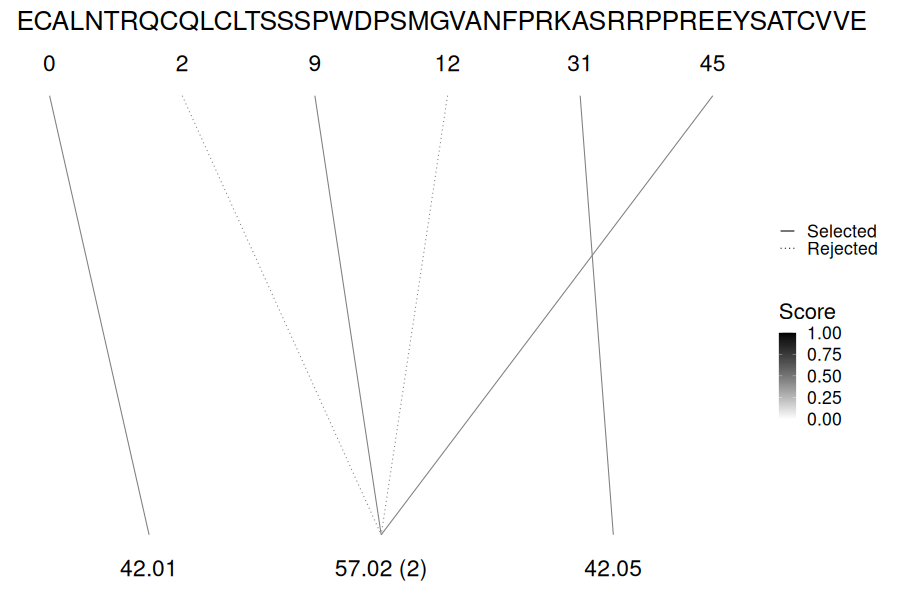 ECALNTRQCQLCLTSSSPWDPSMGVANFPRKASRRPPREEYSATCVVE
0 2 9 12 31 45
Selected
Rejected
Score
1.00
0.75
0.50
0.25
0.00
42.01 57.02 (2) 42.05